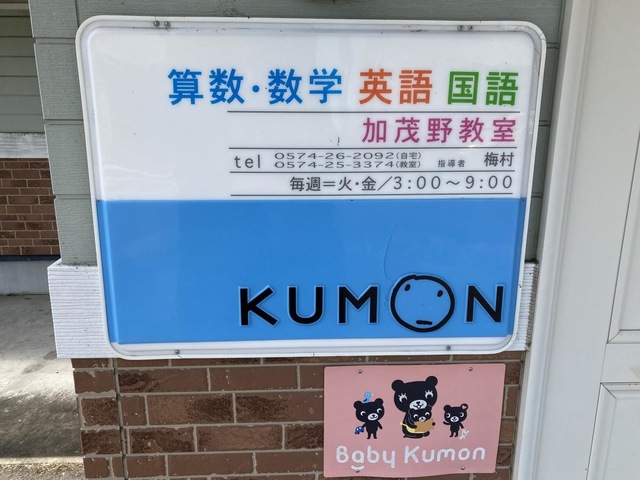 算数・数学 英語 国語
加茂野教室
tel 0574-26-2092(自宅)
0574-25-3374(教室) 指導者 梅村
毎週=火・金/3:00〜9:00
KUMON
Baby Kumon